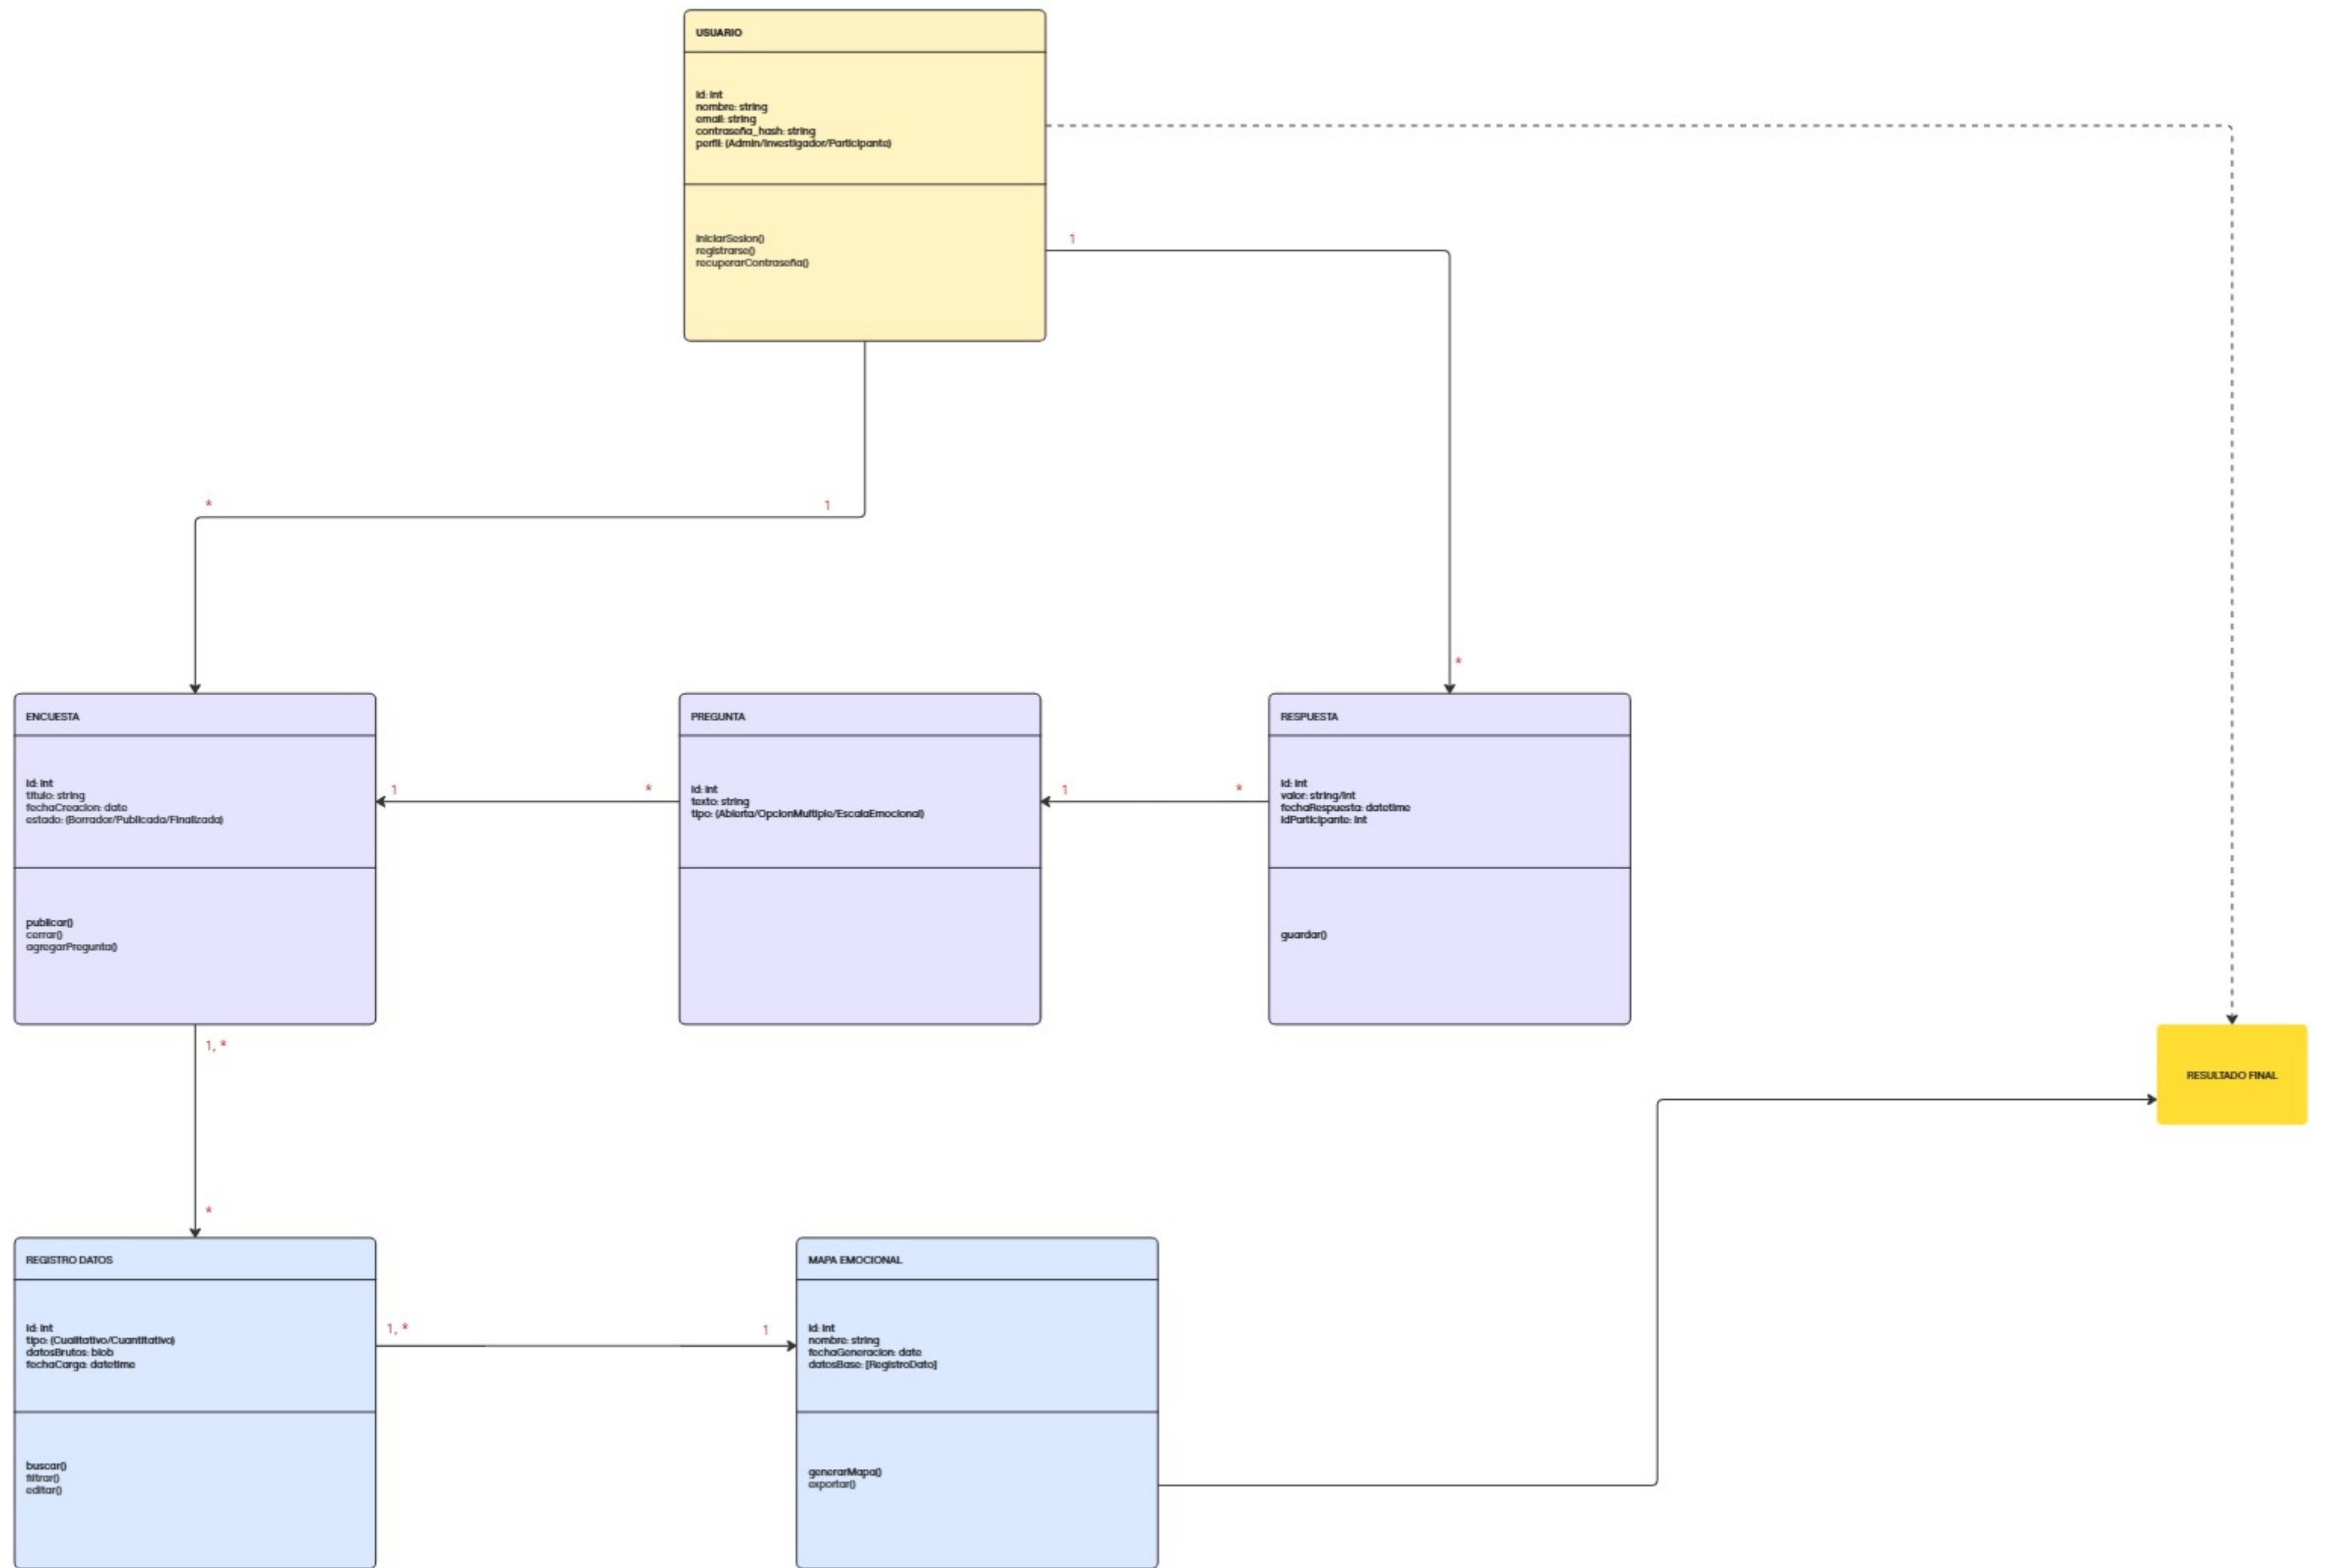 USUARIO
id: int
nombre: string
email: string
contraseña_hash: string
perfil: (Admin/Investigador/Participante)
iniciarSesion()
registrarse()
recuperarContraseña()
1
*
1
*
ENCUESTA
id: int
titulo: string
fechaCreacion: date
estado: (Borrador/Publicada/Finalizada)
publicar()
cerrar()
agregarPregunta()
1
*
PREGUNTA
id: int
texto: string
tipo: (Abierta/OpcionMultiple/EscalaEmocional)
1
*
RESPUESTA
id: int
valor: string/int
fechaRespuesta: datetime
idParticipante: int
guardar()
1, *
*
RESULTADO FINAL
REGISTRO DATOS
id: int
tipo: (Cualitativo/Cuantitativo)
datosBrutos: blob
fechaCarga: datetime
buscar()
filtrar()
editar()
1, *
1
MAPA EMOCIONAL
id: int
nombre: string
fechaGeneracion: date
datosBase: [RegistroDato]
generarMapa()
exportar()